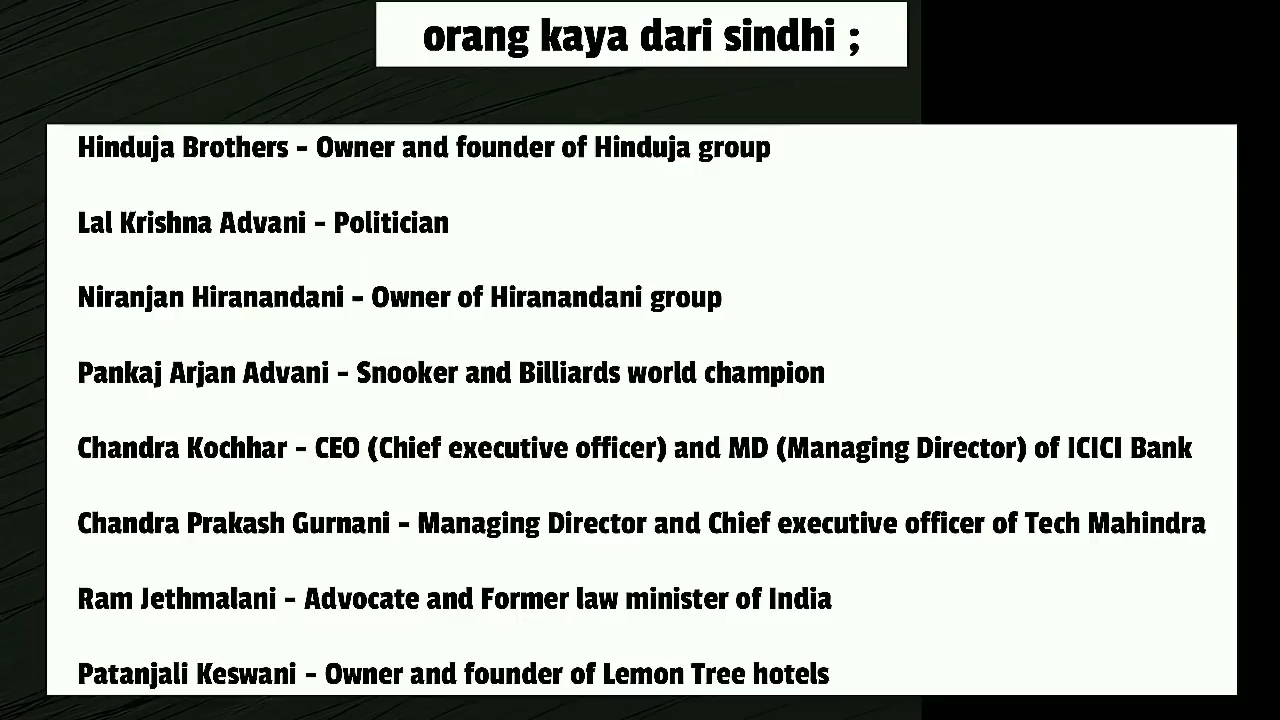 orang kaya dari sindhi ;
Hinduja Brothers - Owner and founder of Hinduja group
Lal Krishna Advani - Politician
Niranjan Hiranandani - Owner of Hiranandani group
Pankaj Arjan Advani - Snooker and Billiards world champion
Chandra Kochhar - CEO (Chief executive officer) and MD (Managing Director) of ICICI Bank
Chandra Prakash Gurnani - Managing Director and Chief executive officer of Tech Mahindra
Ram Jethmalani - Advocate and Former law minister of India
Patanjali Keswani - Owner and founder of Lemon Tree hotels